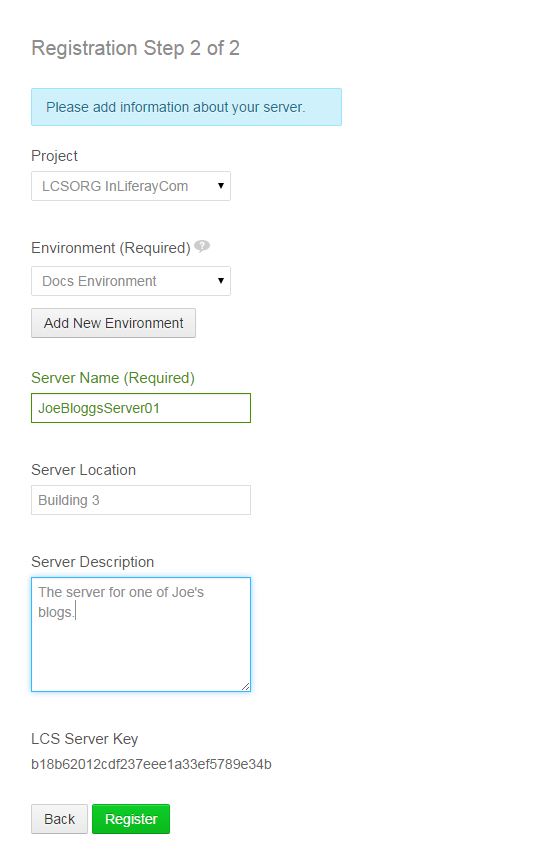 Registration Step 2 of 2
Please add information about your server.
Project
LCSORG InLiferayCom
Environment (Required) ?
Docs Environment
Add New Environment
Server Name (Required)
JoeBloggsServer01
Server Location
Building 3
Server Description
The server for one of Joe's
blogs.
LCS Server Key
b18b62012cdf237eee1a33ef5789e34b
Back Register